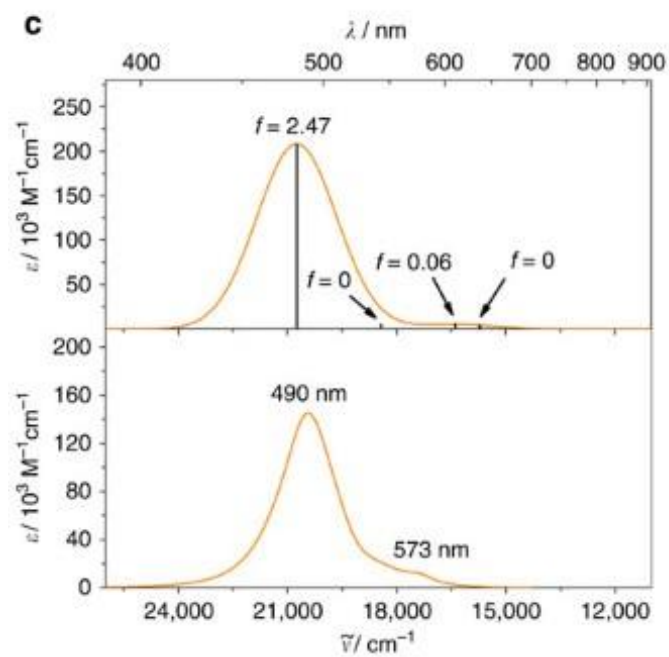 c
λ / nm
400 500 600 700 800 900
ε / 10³ M⁻¹cm⁻¹
250
200
150
100
50
f = 2.47
f = 0
f = 0.06
f = 0
ε / 10³ M⁻¹cm⁻¹
200
160
120
80
40
0
490 nm
573 nm
24,000 21,000 18,000 15,000 12,000
ṽ / cm⁻¹